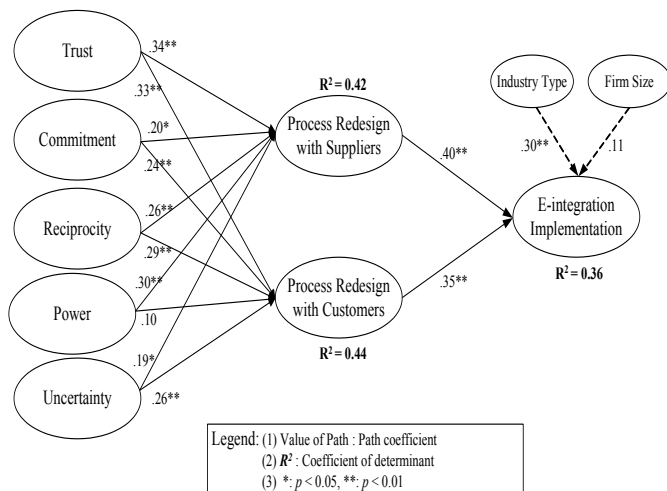 Trust
Commitment
Reciprocity
Power
Uncertainty
.34**
.33**
.20*
.24**
.26**
.29**
.30**
.10
.19*
.26**
R² = 0.42
Process Redesign
with Suppliers
Process Redesign
with Customers
R² = 0.44
.40**
.35**
Industry Type
Firm Size
.30**
.11
E-integration
Implementation
R² = 0.36
Legend: (1) Value of Path : Path coefficient
(2) R² : Coefficient of determinant
(3) *: p < 0.05, **: p < 0.01